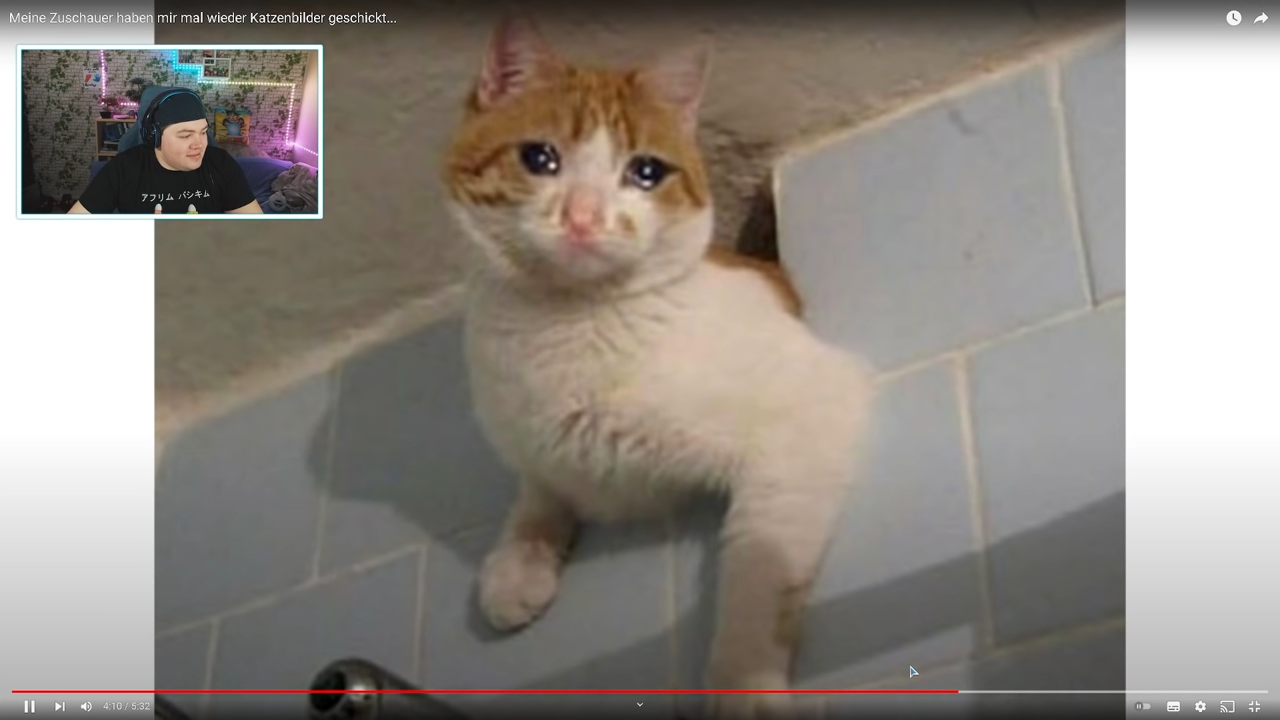 Meine Zuschauer haben mir mal wieder Katzenbilder geschickt...
アフリム バシキム
4:10 / 5:32